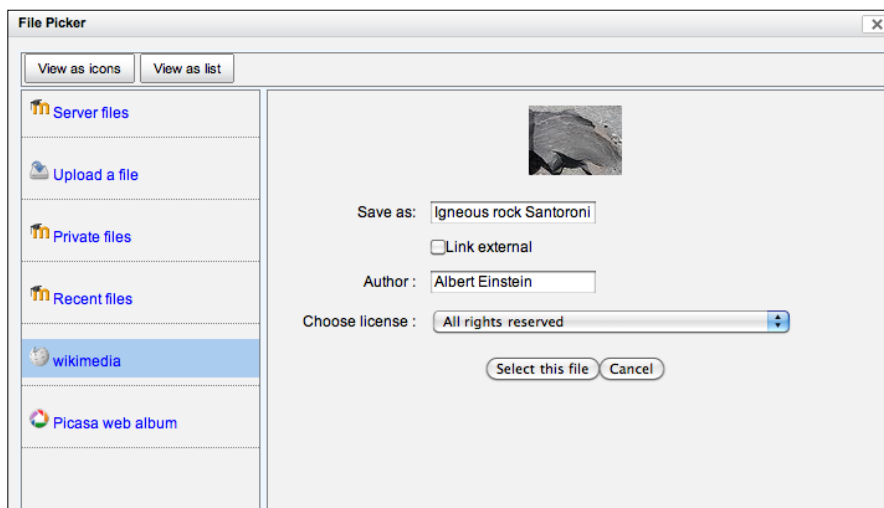 File Picker
View as icons View as list
Server files
Upload a file
Private files
Recent files
wikimedia
Picasa web album
Save as: Igneous rock Santoroni
Link external
Author : Albert Einstein
Choose license : All rights reserved
Select this file Cancel